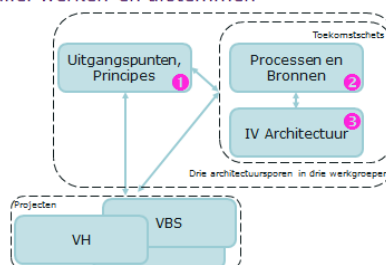 Toekomstschets
Uitgangspunten,
Principes
1
Processen en
Bronnen
2
3
IV Architectuur
Drie architectuursporen in drie werkgroepen
Projecten
VBS
VH